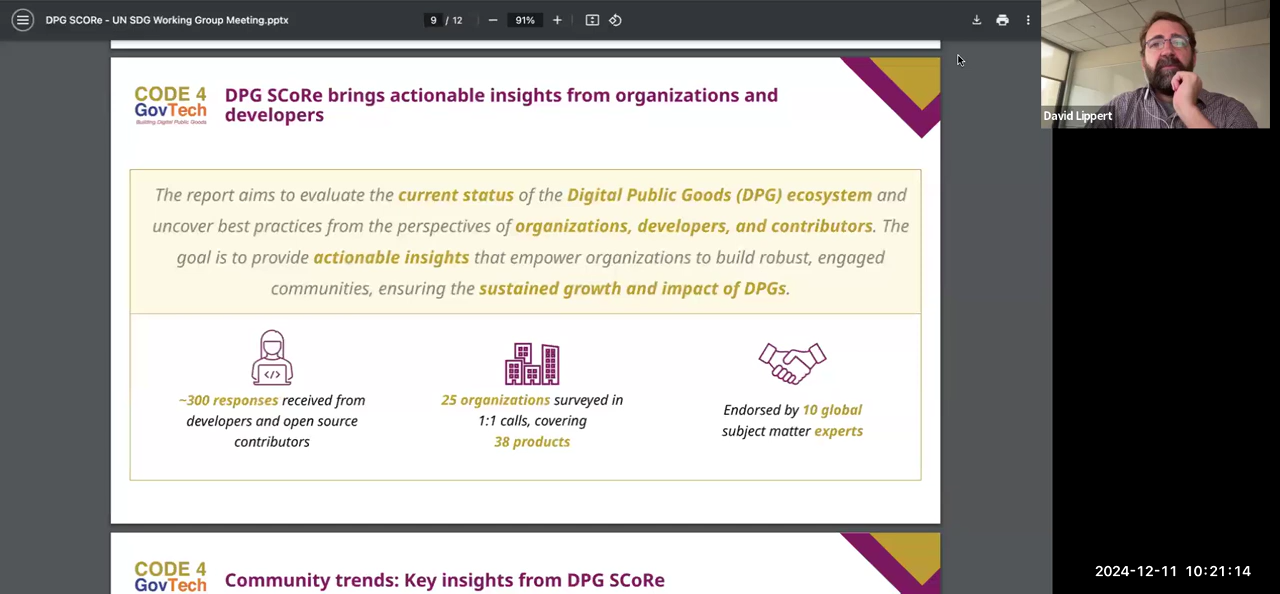 DPG SCORe - UN SDG Working Group Meeting.pptx
9 / 12
91%
CODE 4
GovTech
Building Digital Public Goods
DPG SCoRe brings actionable insights from organizations and
developers
The report aims to evaluate the current status of the Digital Public Goods (DPG) ecosystem and
uncover best practices from the perspectives of organizations, developers, and contributors. The
goal is to provide actionable insights that empower organizations to build robust, engaged
communities, ensuring the sustained growth and impact of DPGs.
</>
~300 responses received from
developers and open source
contributors
25 organizations surveyed in
1:1 calls, covering
38 products
Endorsed by 10 global
subject matter experts
CODE 4
GovTech
Community trends: Key insights from DPG SCoRe
David Lippert
2024-12-11 10:21:14